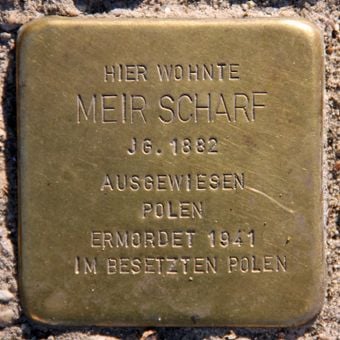 HIER WOHNTE
MEIR SCHARF
JG. 1882
AUSGEWIESEN
POLEN
ERMORDET 1941
IM BESETZTEN POLEN